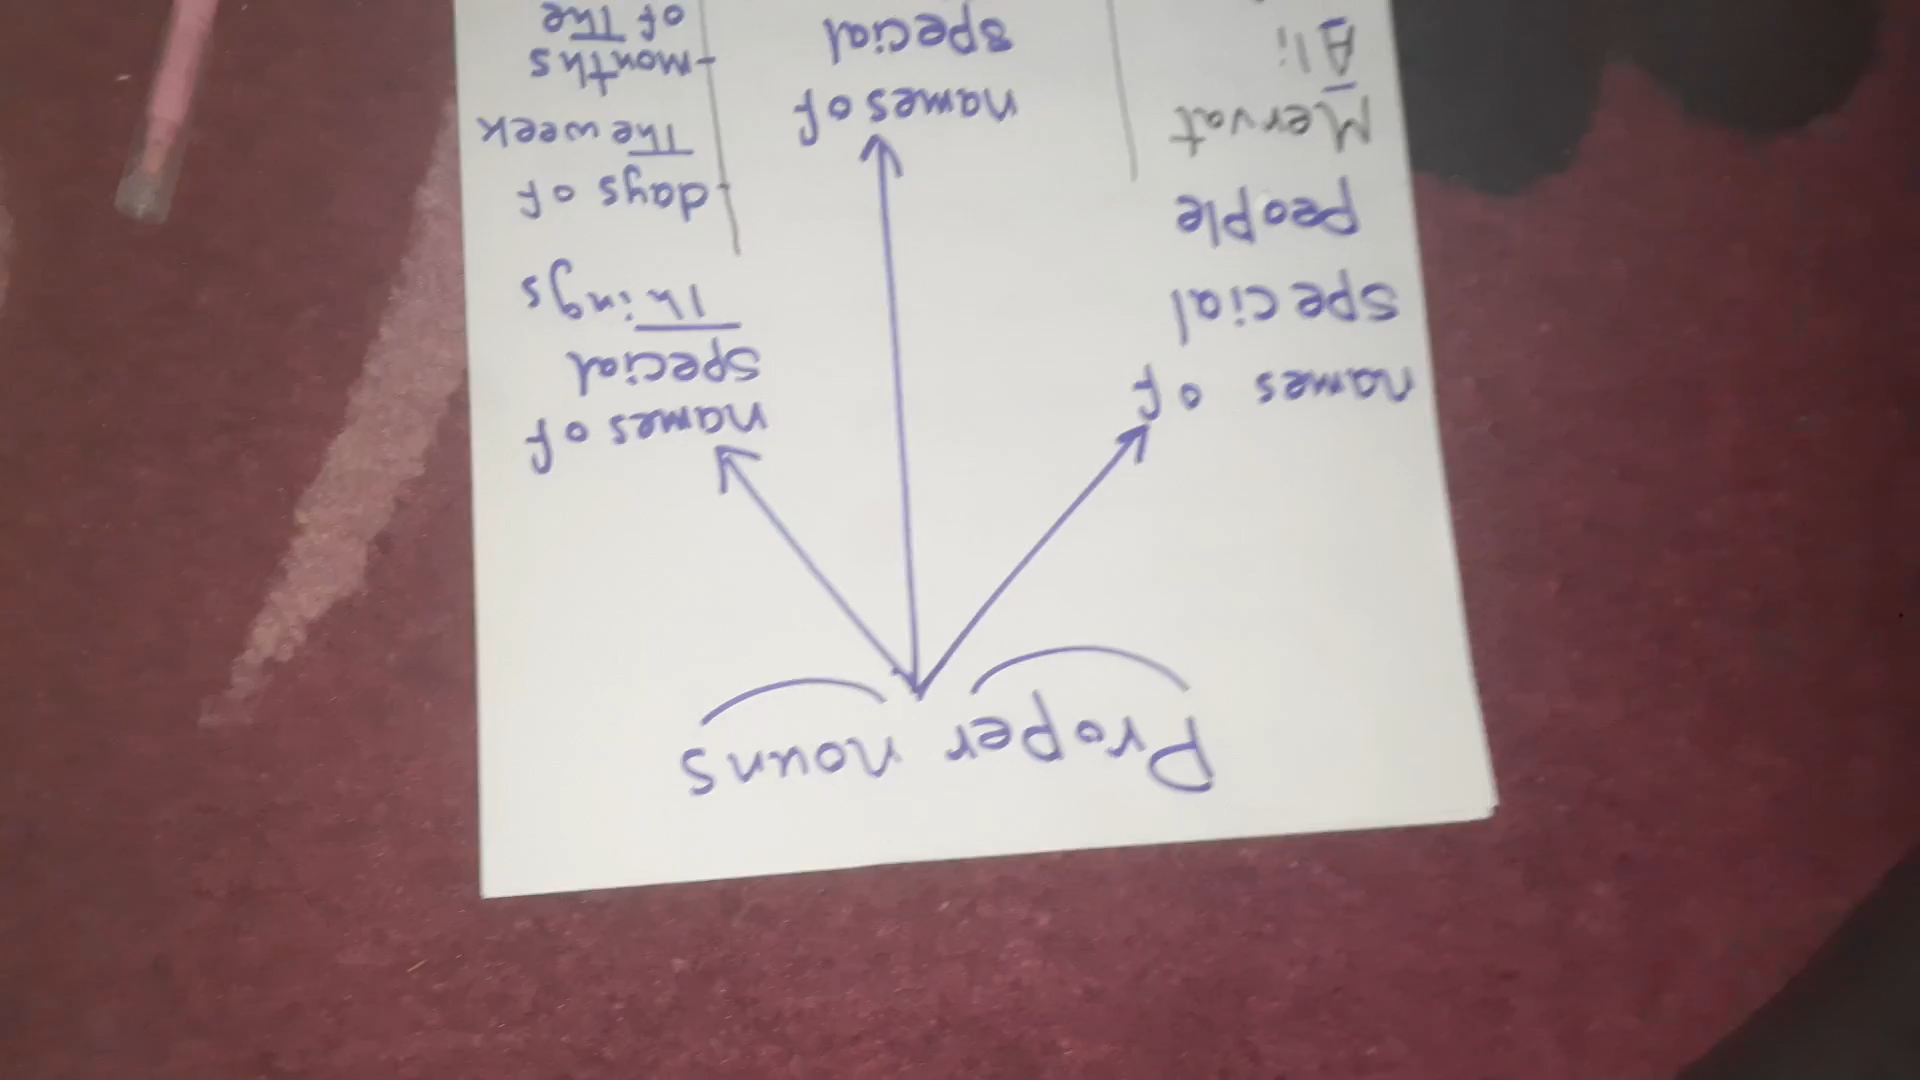 Proper nouns
names of
special
people
Mervat
Ali
names of
special
names of
special
Things
-days of
The week
-months
of The